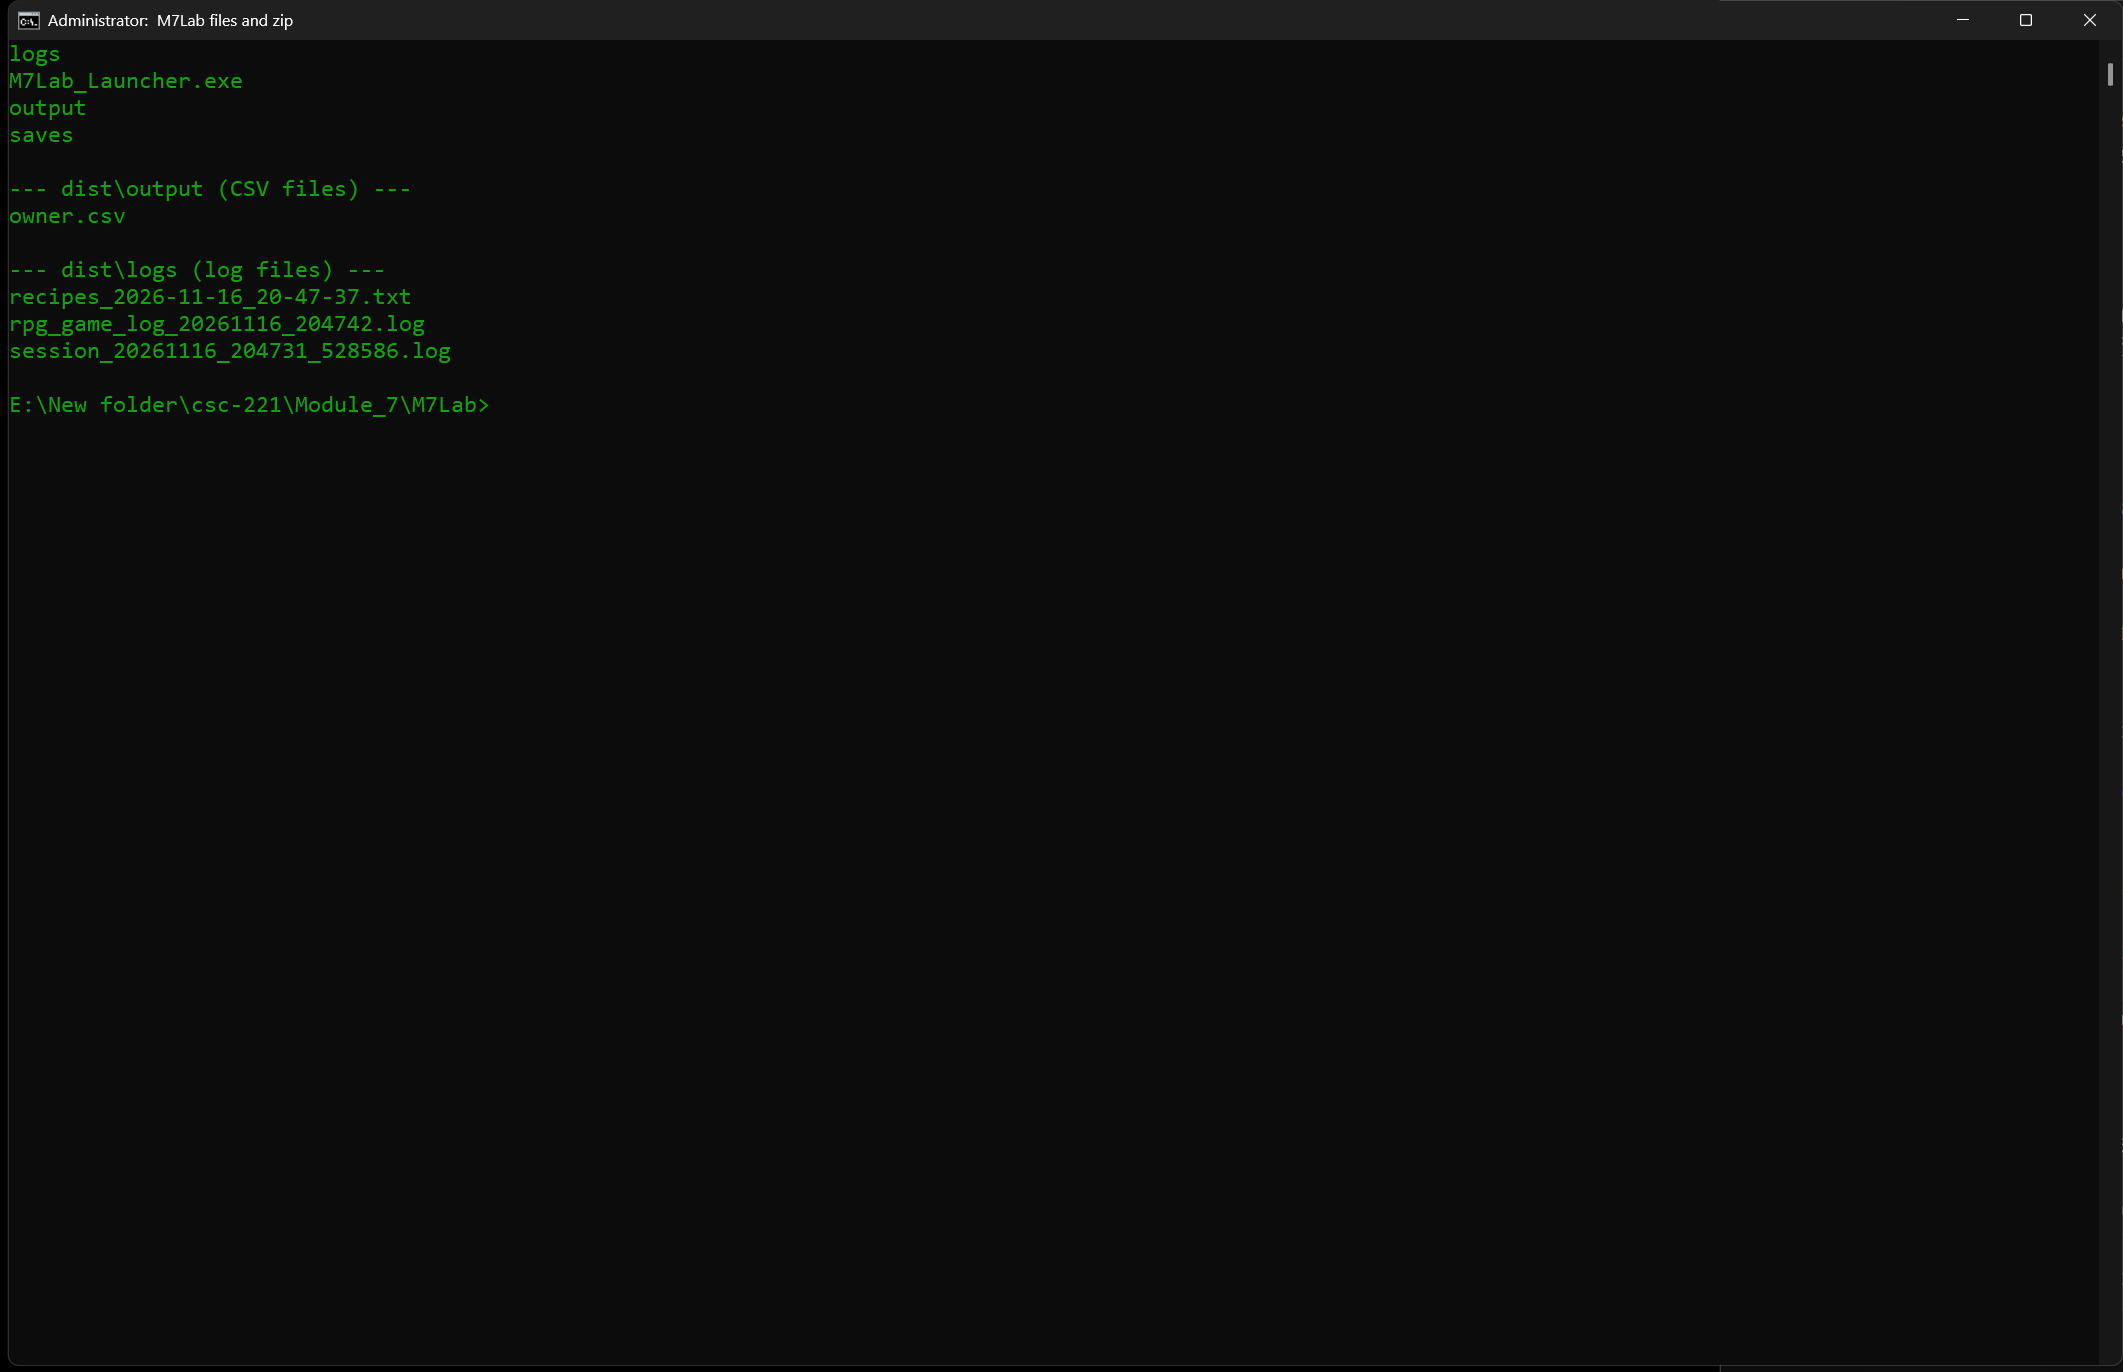 Administrator:  M7Lab files and zip
logs
M7Lab_Launcher.exe
output
saves
--- dist\output (CSV files) ---
owner.csv
--- dist\logs (log files) ---
recipes_2026-11-16_20-47-37.txt
rpg_game_log_20261116_204742.log
session_20261116_204731_528586.log
E:\New folder\csc-221\Module_7\M7Lab>